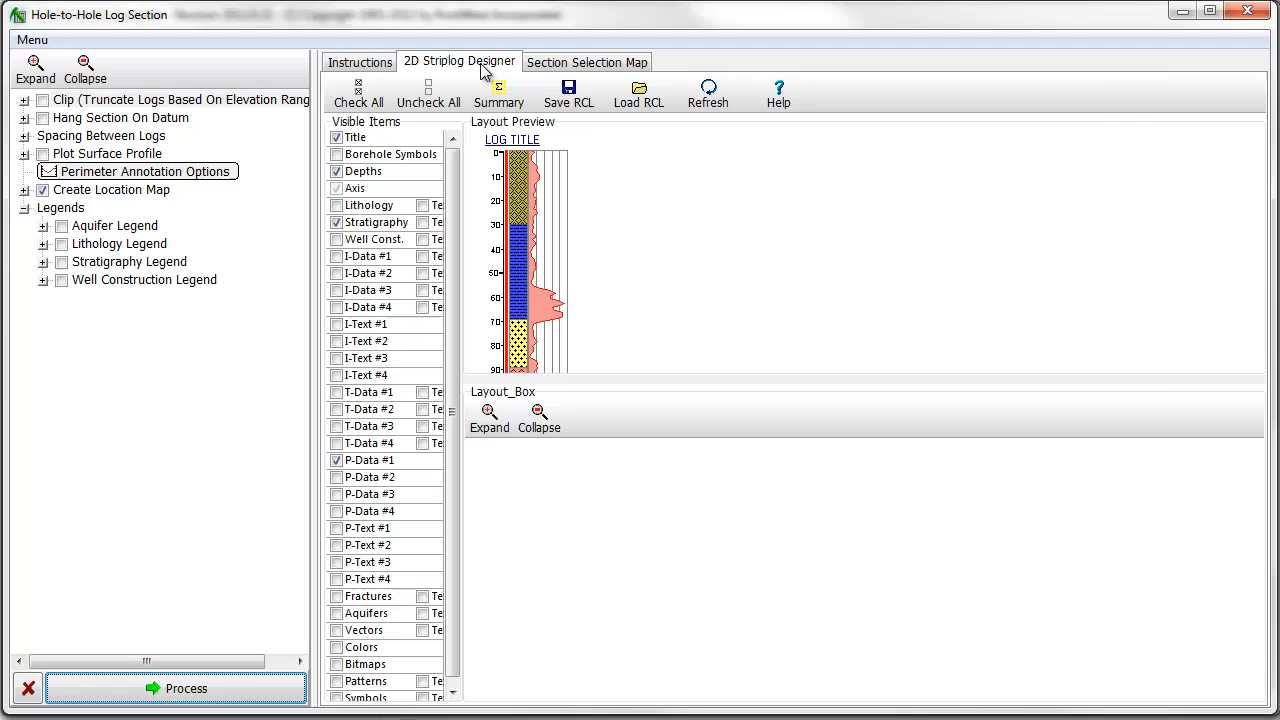 Hole-to-Hole Log Section
Menu
Expand
Collapse
Clip (Truncate Logs Based On Elevation Rang
Hang Section On Datum
Spacing Between Logs
Plot Surface Profile
Perimeter Annotation Options
Create Location Map
Legends
Aquifer Legend
Lithology Legend
Stratigraphy Legend
Well Construction Legend
Process
Instructions
2D Striplog Designer
Section Selection Map
Check All
Uncheck All
Σ
Summary
Save RCL
Load RCL
Refresh
?
Help
Visible Items
Title
Borehole Symbols
Depths
Axis
Lithology Te
Stratigraphy Te
Well Const. Te
I-Data #1 Te
I-Data #2 Te
I-Data #3 Te
I-Data #4 Te
I-Text #1
I-Text #2
I-Text #3
I-Text #4
T-Data #1 Te
T-Data #2 Te
T-Data #3 Te
T-Data #4 Te
P-Data #1
P-Data #2
P-Data #3
P-Data #4
P-Text #1
P-Text #2
P-Text #3
P-Text #4
Fractures Te
Aquifers Te
Vectors Te
Colors
Bitmaps
Patterns Te
Symbols Te
Layout Preview
LOG TITLE
0
10
20
30
40
50
60
70
80
90
Layout_Box
Expand
Collapse